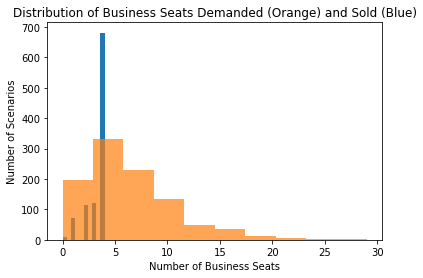 Distribution of Business Seats Demanded (Orange) and Sold (Blue)
700
600
500
400
300
200
100
0
Number of Scenarios
0 5 10 15 20 25 30
Number of Business Seats